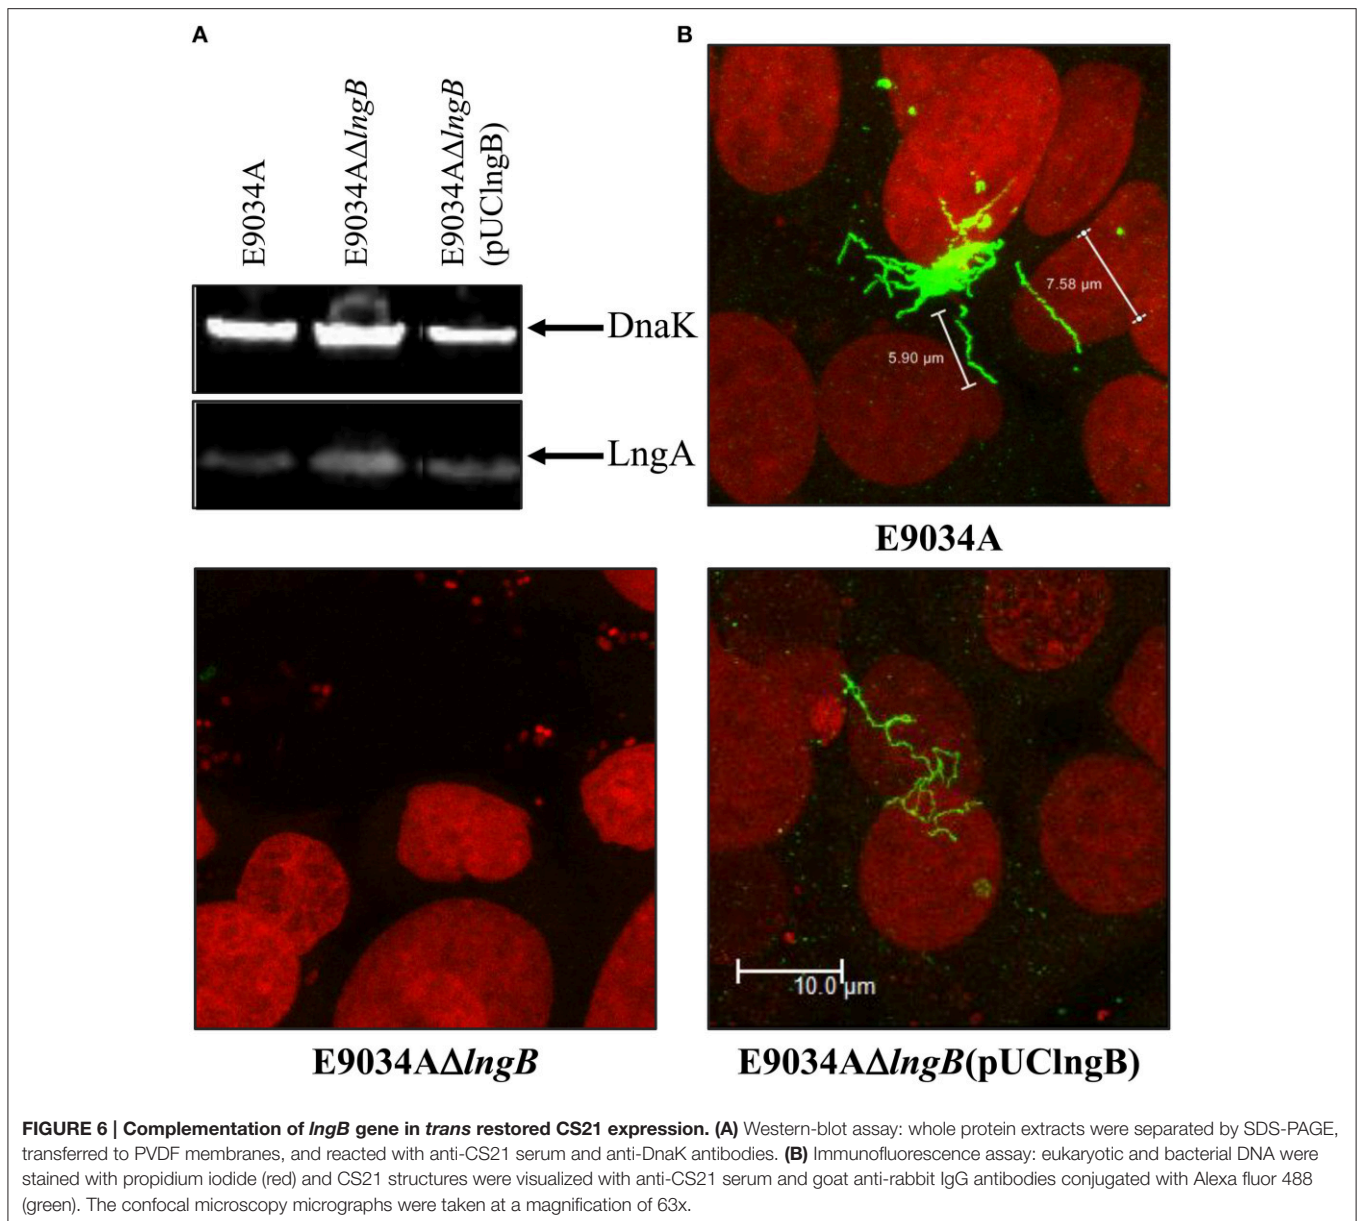 A
B
E9034A
E9034AΔlngB
E9034AΔlngB
(pUClngB)
DnaK
LngA
7.58 µm
5.90 µm
E9034A
10.0 µm
E9034AΔlngB
E9034AΔlngB(pUClngB)
FIGURE 6 | Complementation of lngB gene in trans restored CS21 expression. (A) Western-blot assay: whole protein extracts were separated by SDS-PAGE,
transferred to PVDF membranes, and reacted with anti-CS21 serum and anti-DnaK antibodies. (B) Immunofluorescence assay: eukaryotic and bacterial DNA were
stained with propidium iodide (red) and CS21 structures were visualized with anti-CS21 serum and goat anti-rabbit IgG antibodies conjugated with Alexa fluor 488
(green). The confocal microscopy micrographs were taken at a magnification of 63x.